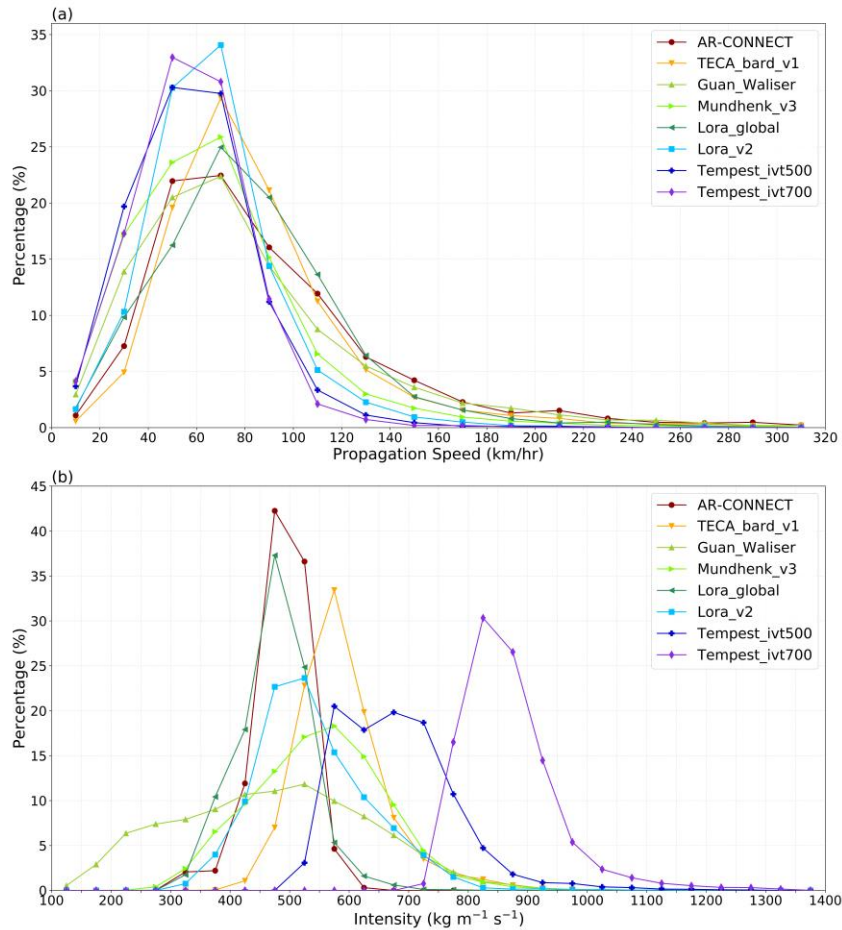 (a)
35
30
25
20
15
10
5
0
Percentage (%)
AR-CONNECT
TECA_bard_v1
Guan_Waliser
Mundhenk_v3
Lora_global
Lora_v2
Tempest_ivt500
Tempest_ivt700
0 20 40 60 80 100 120 140 160 180 200 220 240 260 280 300 320
Propagation Speed (km/hr)
(b)
45
40
35
30
25
20
15
10
5
0
Percentage (%)
AR-CONNECT
TECA_bard_v1
Guan_Waliser
Mundhenk_v3
Lora_global
Lora_v2
Tempest_ivt500
Tempest_ivt700
100 200 300 400 500 600 700 800 900 1000 1100 1200 1300 1400
Intensity (kg m⁻¹ s⁻¹)